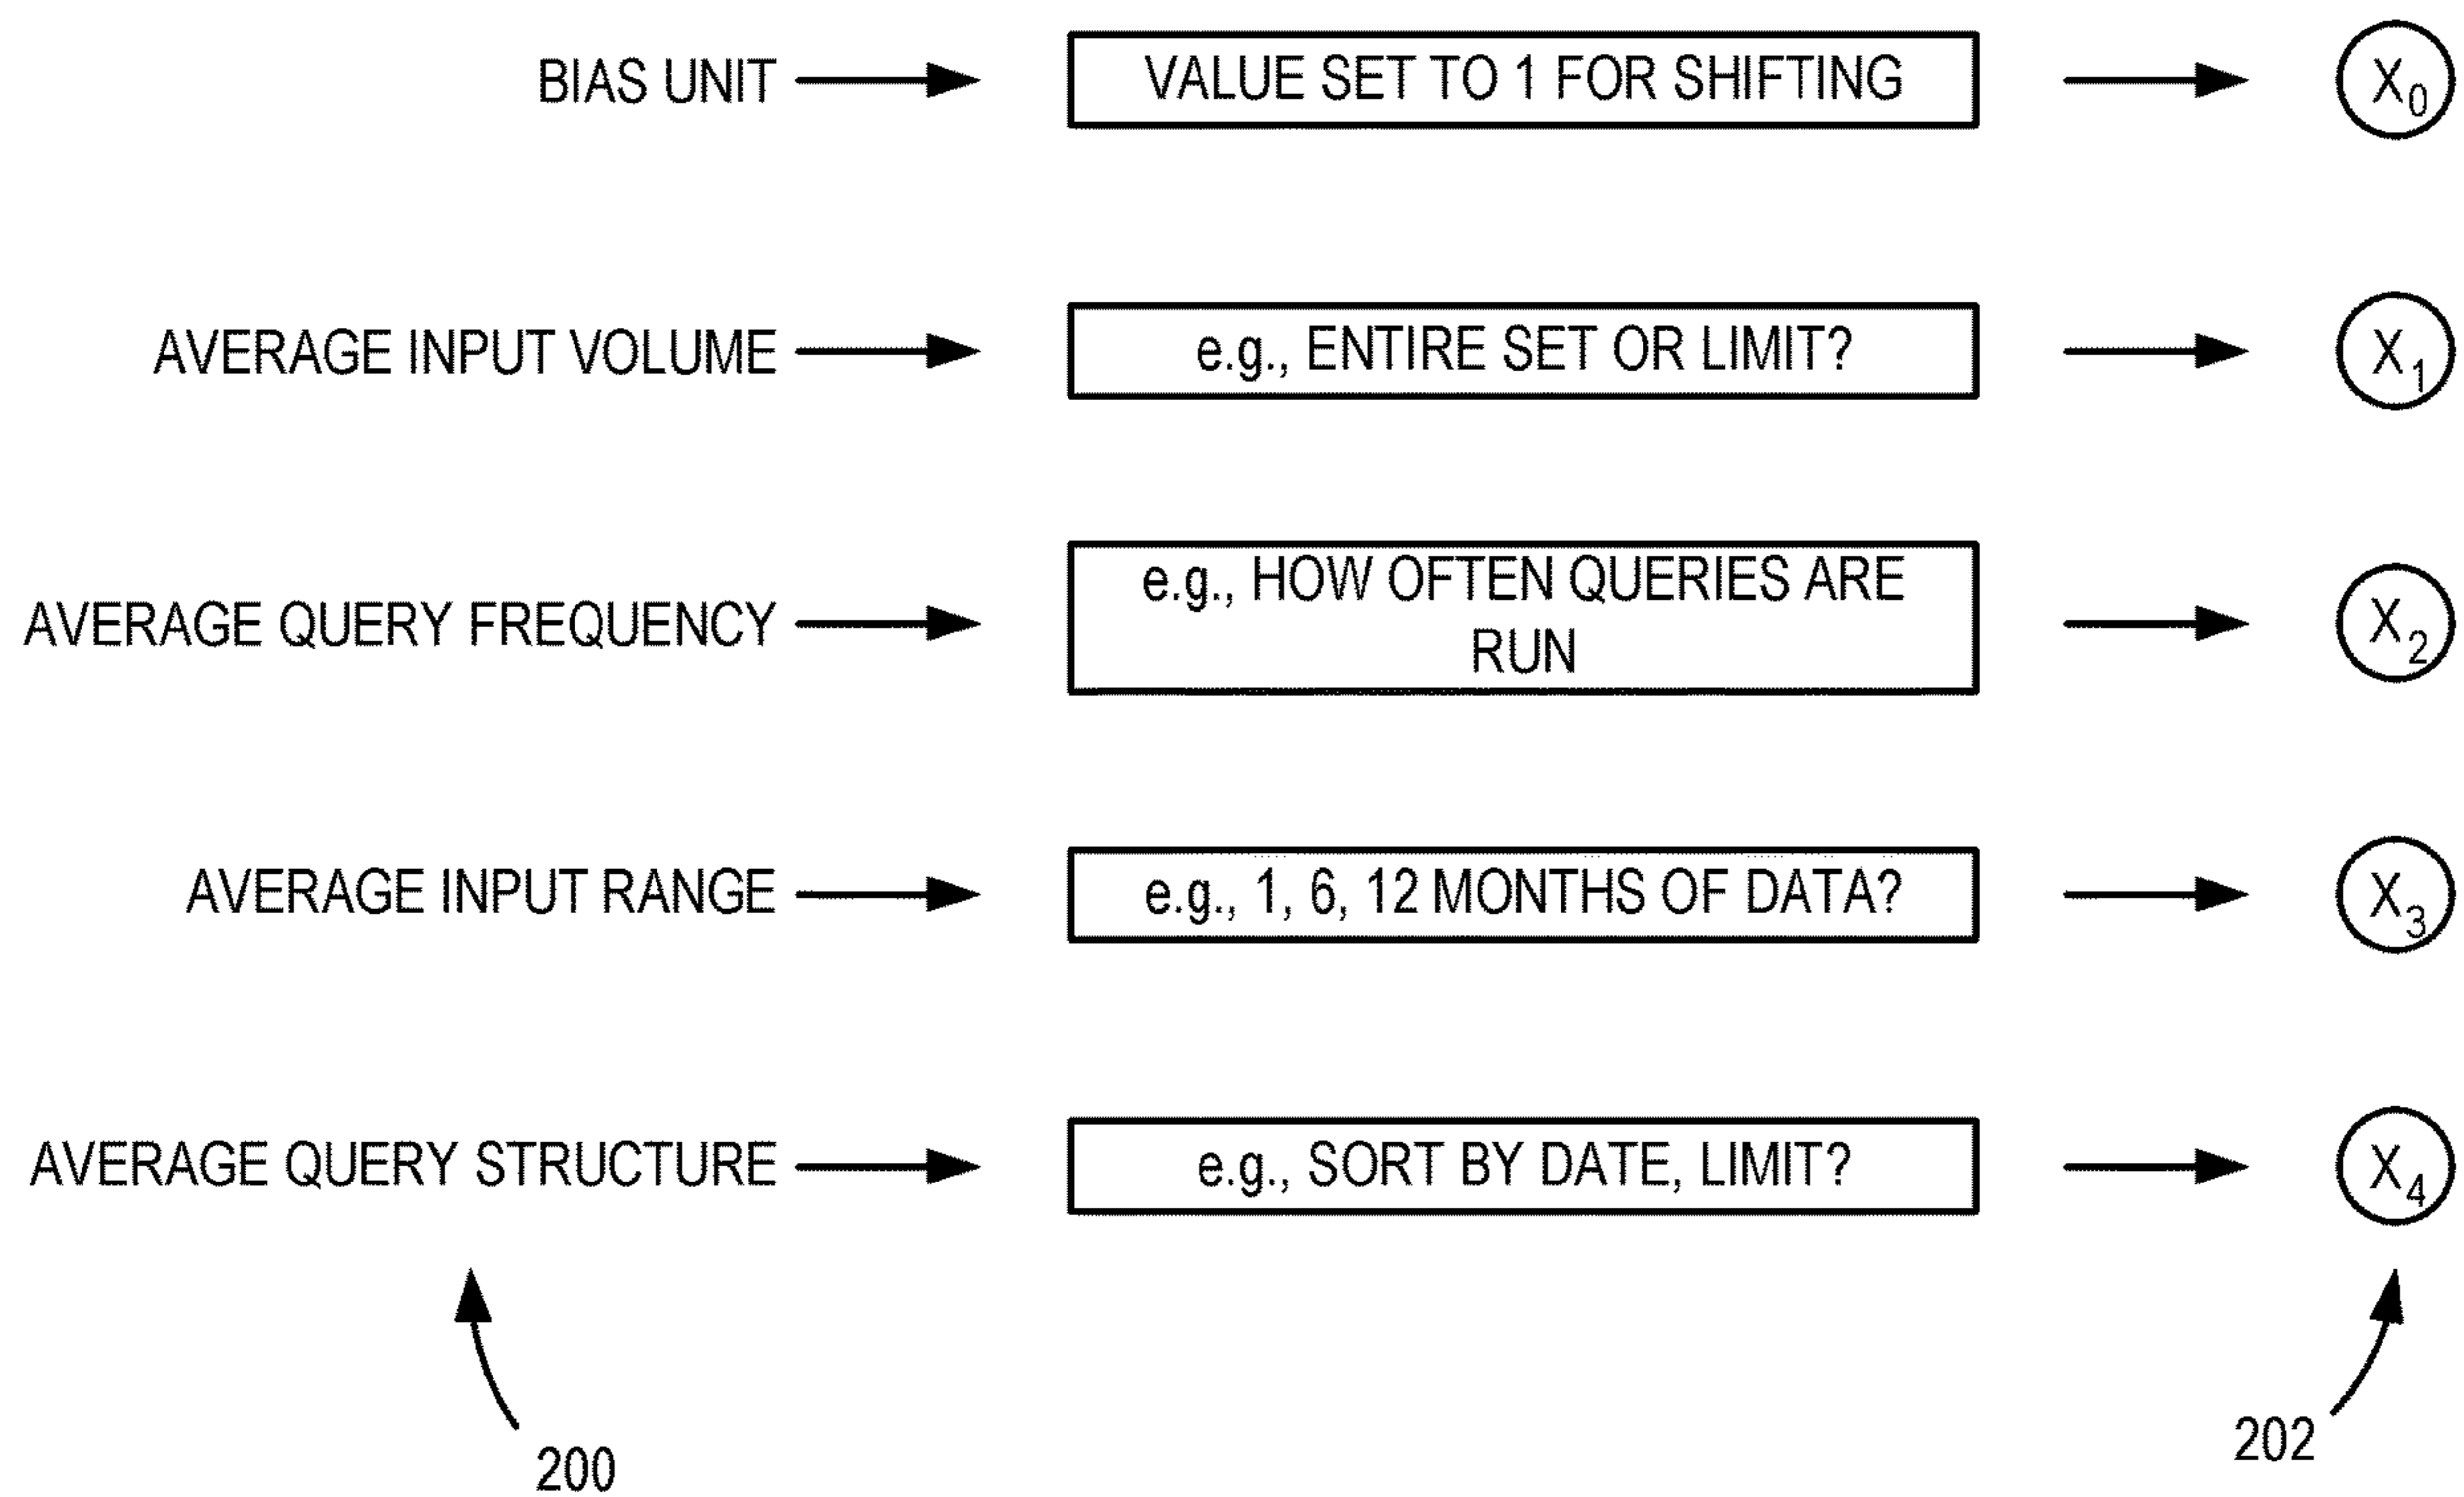 BIAS UNIT
VALUE SET TO 1 FOR SHIFTING
X0
AVERAGE INPUT VOLUME
e.g., ENTIRE SET OR LIMIT?
X1
AVERAGE QUERY FREQUENCY
e.g., HOW OFTEN QUERIES ARE
RUN
X2
AVERAGE INPUT RANGE
e.g., 1, 6, 12 MONTHS OF DATA?
X3
AVERAGE QUERY STRUCTURE
e.g., SORT BY DATE, LIMIT?
X4
200
202